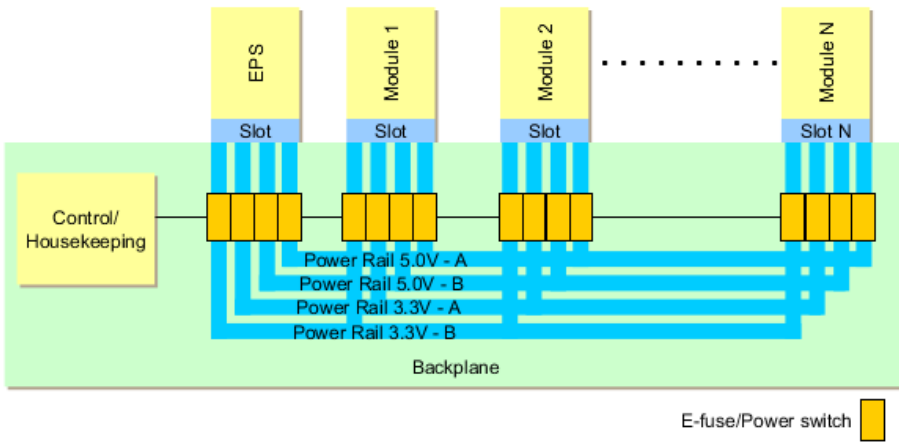 EPS
Module 1
Module 2
Module N
Slot
Slot
Slot
Slot N
Control/
Housekeeping
Power Rail 5.0V - A
Power Rail 5.0V - B
Power Rail 3.3V - A
Power Rail 3.3V - B
Backplane
E-fuse/Power switch